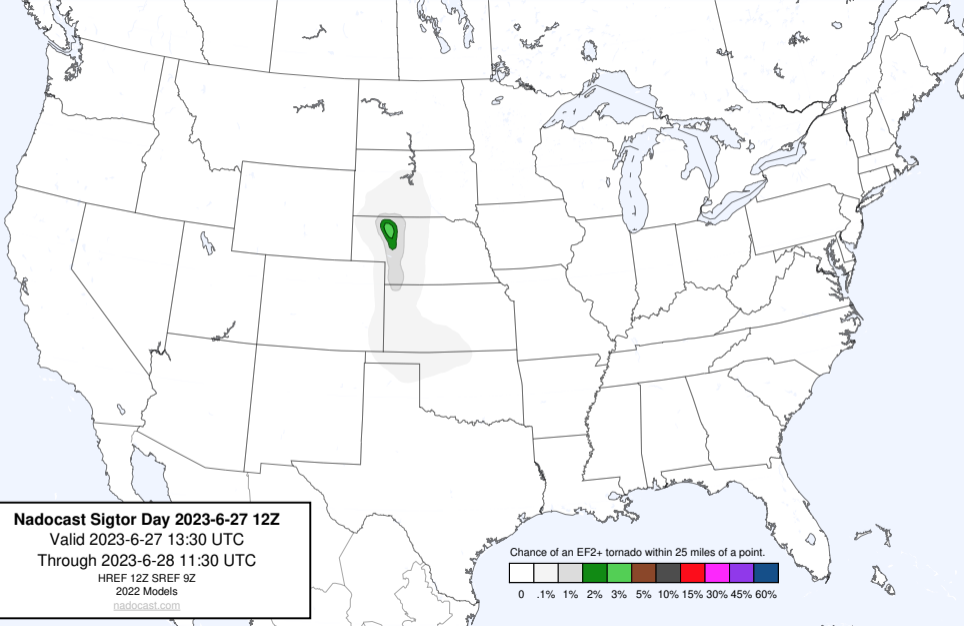 Nadocast Sigtor Day 2023-6-27 12Z
Valid 2023-6-27 13:30 UTC
Through 2023-6-28 11:30 UTC
HREF 12Z SREF 9Z
2022 Models
nadocast.com
Chance of an EF2+ tornado within 25 miles of a point.
0 .1% 1% 2% 3% 5% 10% 15% 30% 45% 60%